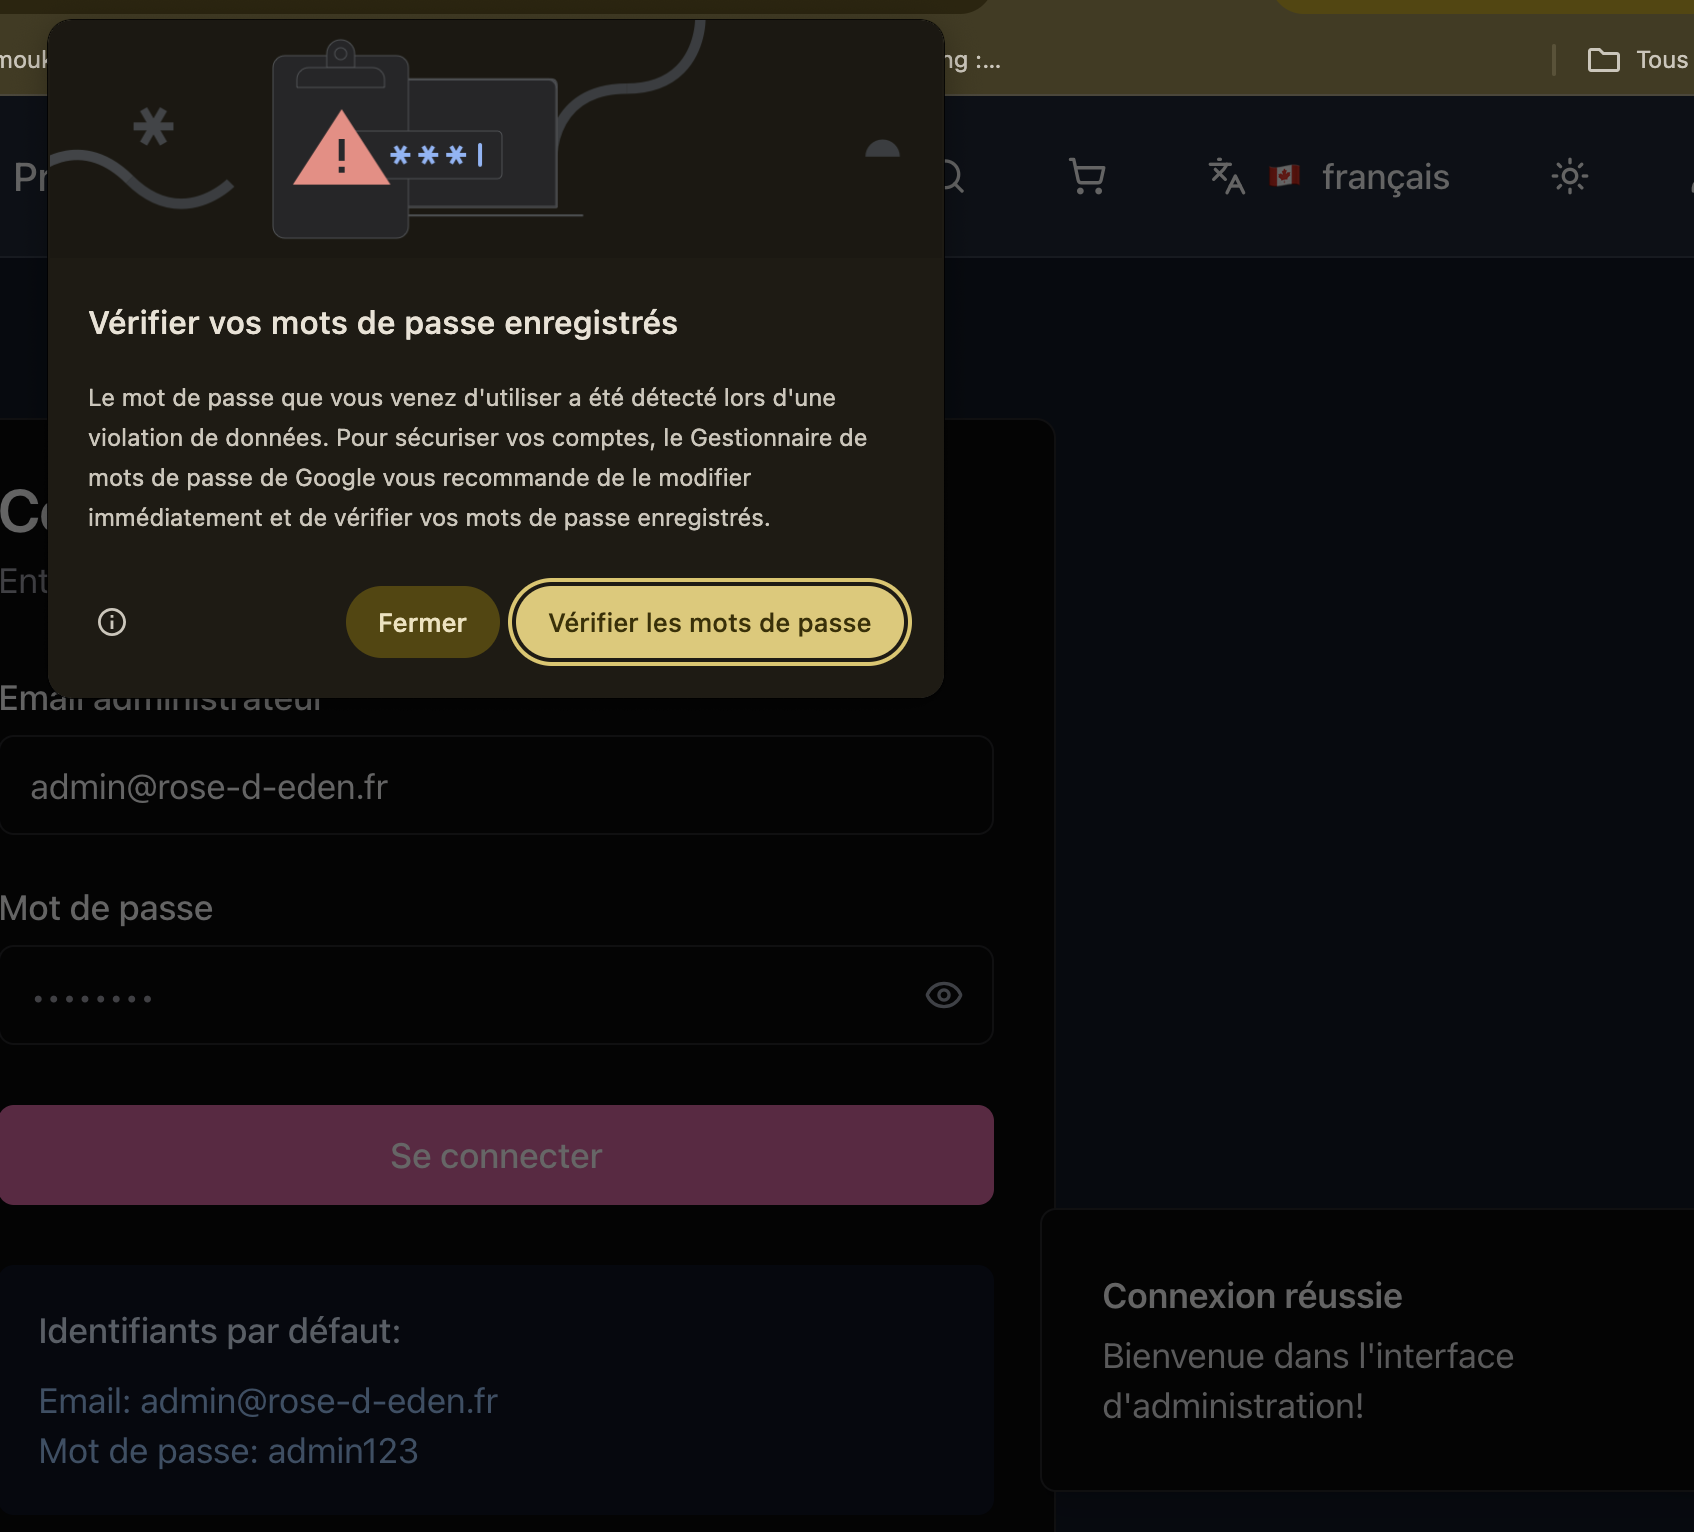 ng :...
Tous
Pr
français
Vérifier vos mots de passe enregistrés
Le mot de passe que vous venez d'utiliser a été détecté lors d'une
violation de données. Pour sécuriser vos comptes, le Gestionnaire de
mots de passe de Google vous recommande de le modifier
immédiatement et de vérifier vos mots de passe enregistrés.
Fermer
Vérifier les mots de passe
Ent
Email administrateur
admin@rose-d-eden.fr
Mot de passe
Se connecter
Identifiants par défaut:
Email: admin@rose-d-eden.fr
Mot de passe: admin123
Connexion réussie
Bienvenue dans l'interface
d'administration!